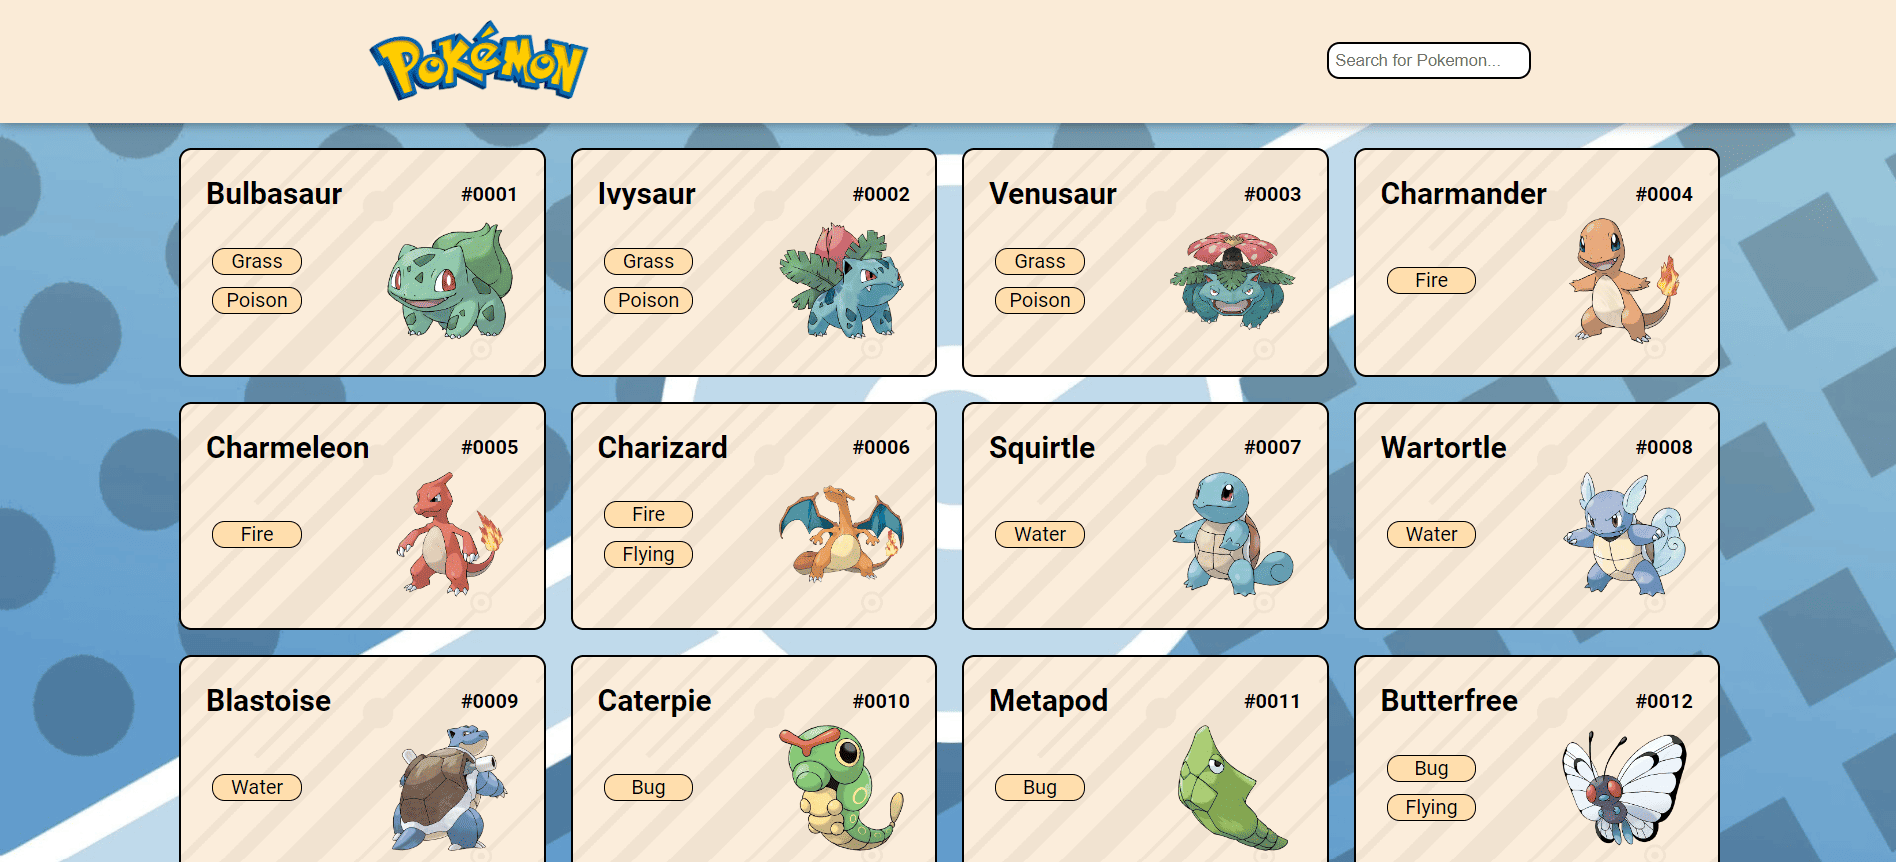 POKéMON
Search for Pokemon...
Bulbasaur #0001
Grass
Poison
Ivysaur #0002
Grass
Poison
Venusaur #0003
Grass
Poison
Charmander #0004
Fire
Charmeleon #0005
Fire
Charizard #0006
Fire
Flying
Squirtle #0007
Water
Wartortle #0008
Water
Blastoise #0009
Water
Caterpie #0010
Bug
Metapod #0011
Bug
Butterfree #0012
Bug
Flying